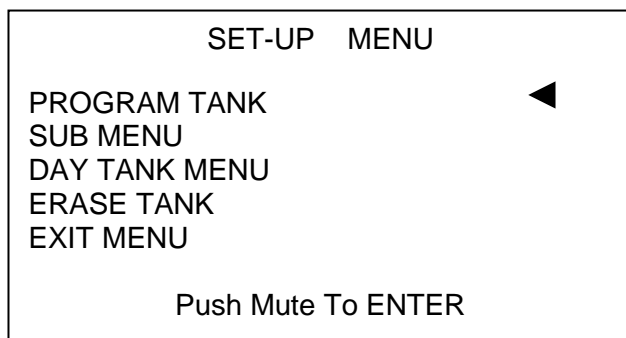 SET-UP MENU
PROGRAM TANK
SUB MENU
DAY TANK MENU
ERASE TANK
EXIT MENU
Push Mute To ENTER